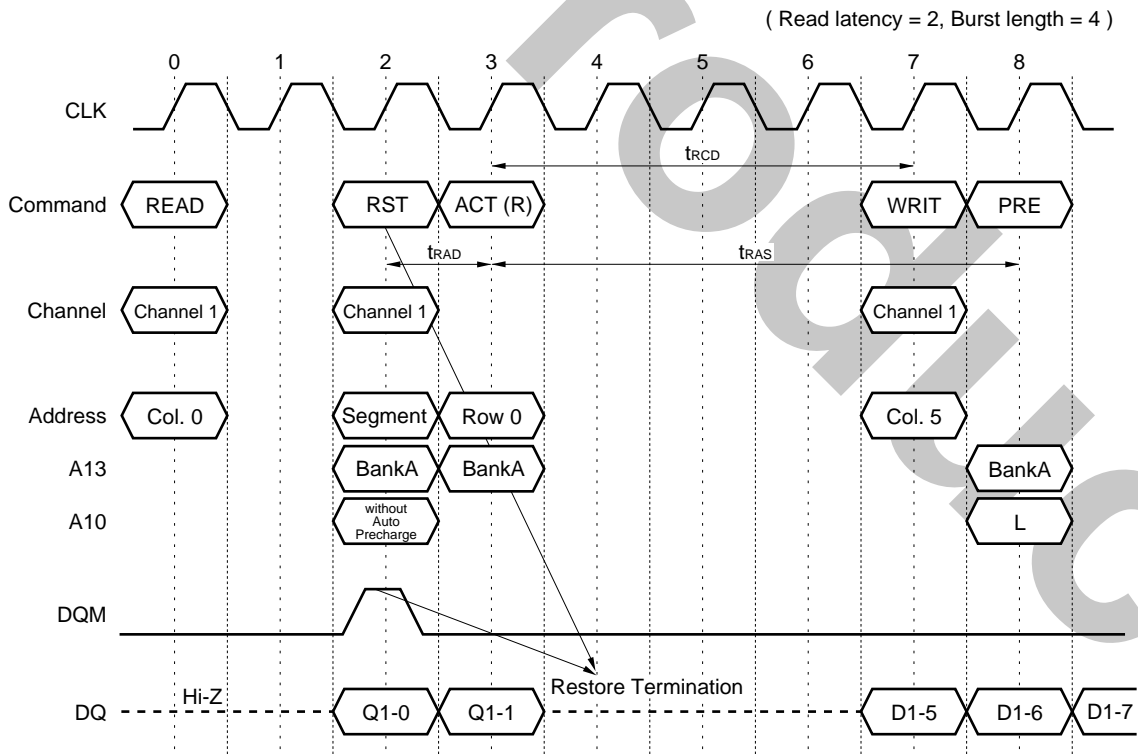 ( Read latency = 2, Burst length = 4 )
0 1 2 3 4 5 6 7 8
CLK
tRCD
Command READ RST ACT (R) WRIT PRE
tRAD tRAS
Channel Channel 1 Channel 1 Channel 1
Address Col. 0 Segment Row 0 Col. 5
A13 BankA BankA BankA
A10 without Auto Precharge L
DQM
Restore Termination
DQ Hi-Z Q1-0 Q1-1 D1-5 D1-6 D1-7